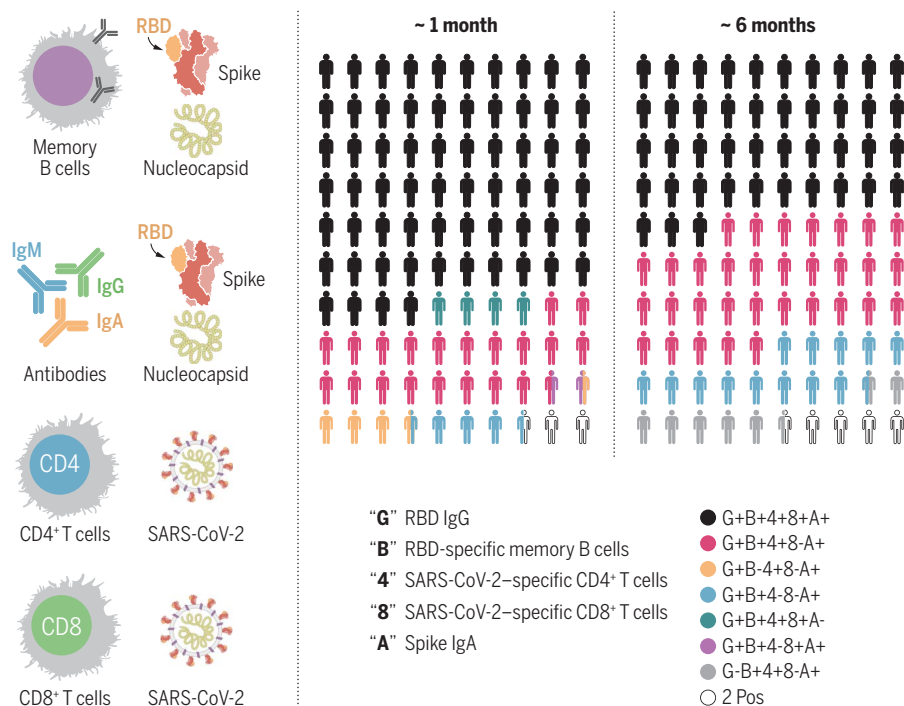 RBD
Spike
Memory
B cells
Nucleocapsid
IgM
IgG
IgA
RBD
Spike
Antibodies
Nucleocapsid
CD4
CD4⁺ T cells
SARS-CoV-2
CD8
CD8⁺ T cells
SARS-CoV-2
~ 1 month
~ 6 months
“G” RBD IgG
“B” RBD-specific memory B cells
“4” SARS-CoV-2–specific CD4⁺ T cells
“8” SARS-CoV-2–specific CD8⁺ T cells
“A” Spike IgA
G+B+4+8+A+
G+B+4+8-A+
G+B-4+8-A+
G+B+4-8-A+
G+B+4+8+A-
G+B+4-8+A+
G-B+4+8-A+
2 Pos